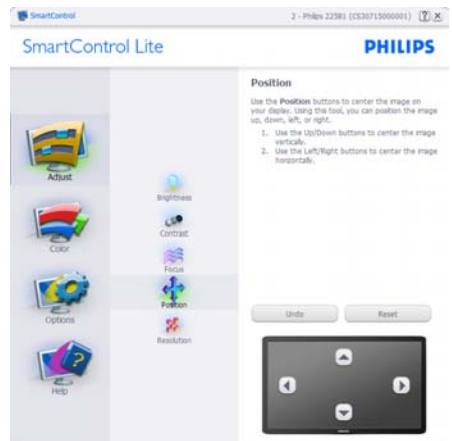 SmartControl
2 - Philips 225B1 (CS30715000001)
SmartControl Lite
PHILIPS
Position
Use the Position buttons to center the image on
your display. Using this tool, you can position the image
up, down, left, or right.
1. Use the Up/Down buttons to center the image
vertically.
2. Use the Left/Right buttons to center the image
horizontally.
Adjust
Color
Options
Help
Brightness
Contrast
Focus
Position
Resolution
Undo
Reset